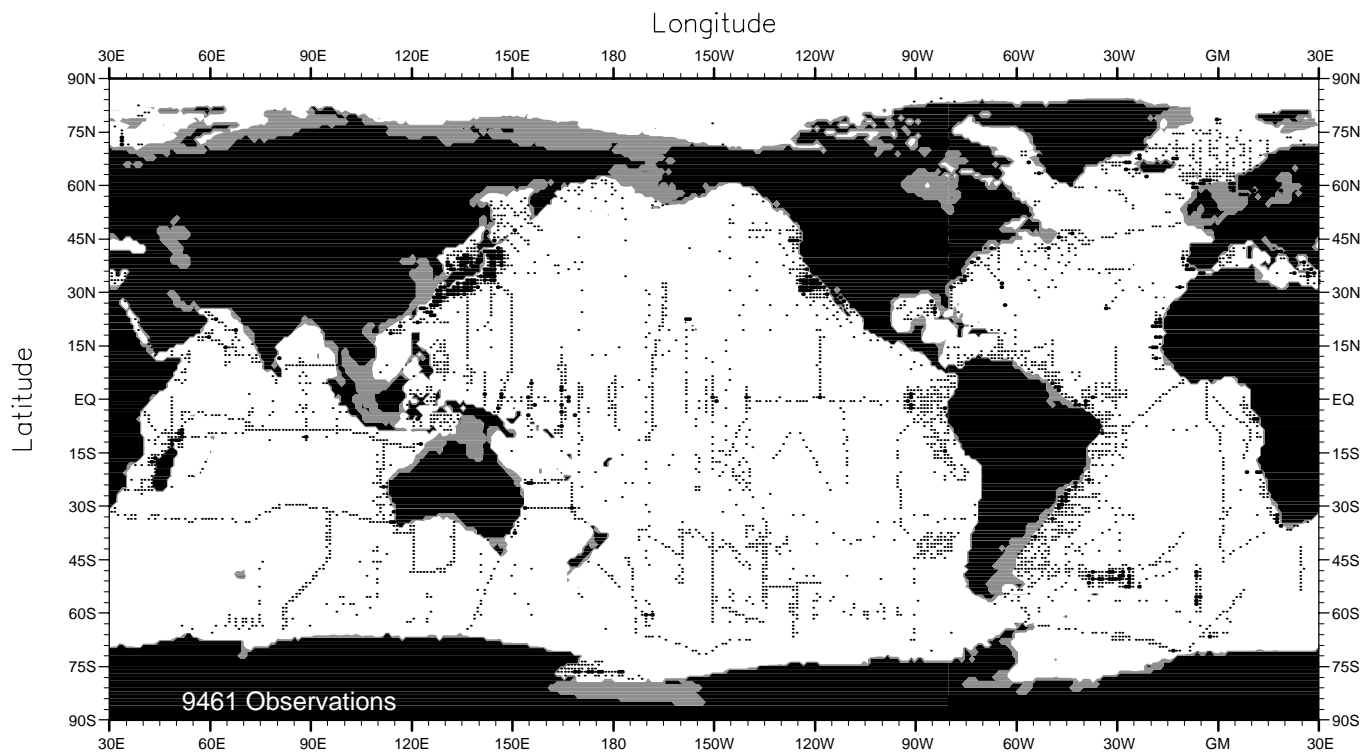 Longitude
30E 60E 90E 120E 150E 180 150W 120W 90W 60W 30W GM 30E
90N 90N
75N 75N
60N 60N
45N 45N
30N 30N
15N 15N
Latitude
EQ EQ
15S 15S
30S 30S
45S 45S
60S 60S
75S 75S
9461 Observations
90S 90S
30E 60E 90E 120E 150E 180 150W 120W 90W 60W 30W GM 30E